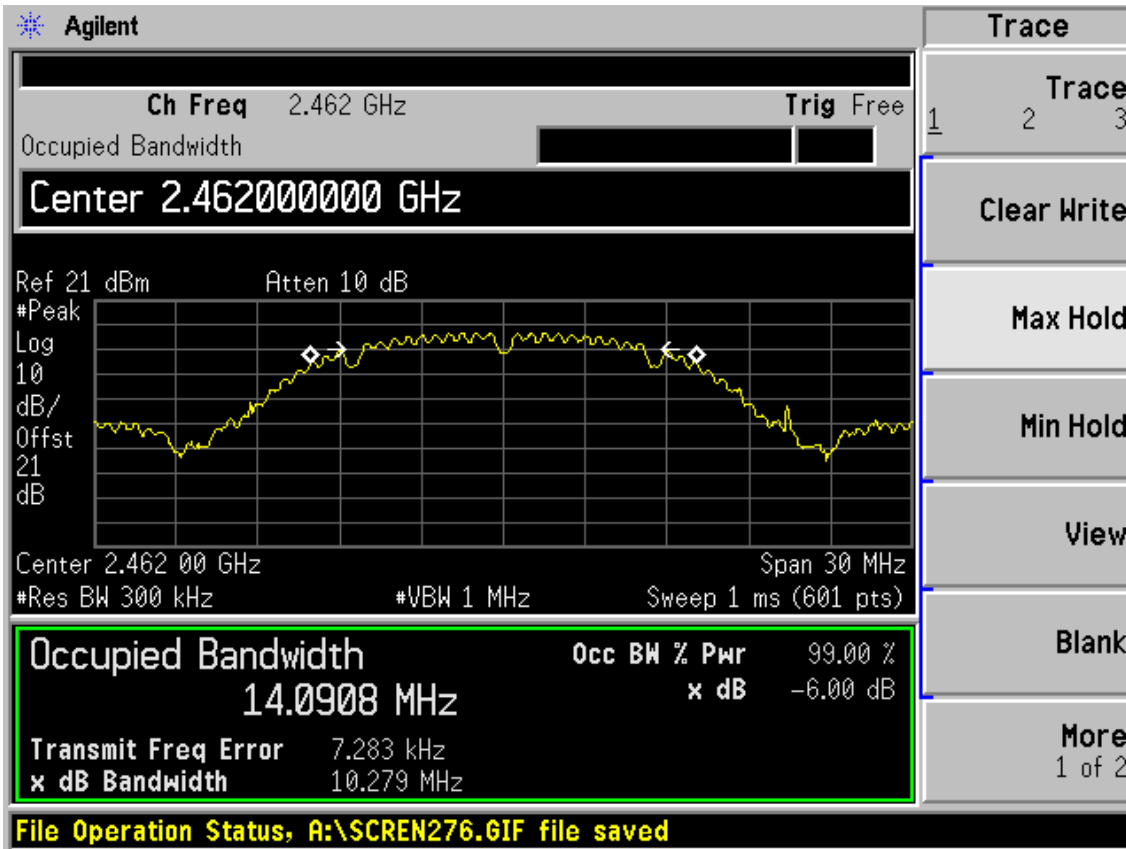 Agilent
Trace
Ch Freq 2.462 GHz Trig Free
Occupied Bandwidth
Center 2.462000000 GHz
Ref 21 dBm Atten 10 dB
#Peak
Log
10
dB/
Offst
21
dB
Center 2.462 00 GHz Span 30 MHz
#Res BW 300 kHz #VBW 1 MHz Sweep 1 ms (601 pts)
Occupied Bandwidth
14.0908 MHz
Occ BW % Pwr 99.00 %
x dB -6.00 dB
Transmit Freq Error 7.283 kHz
x dB Bandwidth 10.279 MHz
Trace
1 2 3
Clear Write
Max Hold
Min Hold
View
Blank
More
1 of 2
File Operation Status, A:\SCREN276.GIF file saved